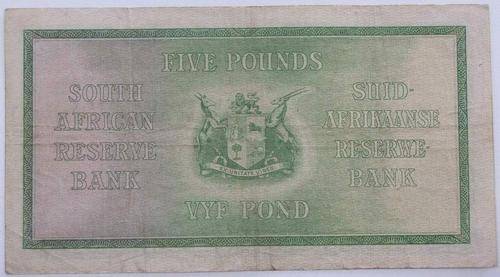 FIVE POUNDS
SOUTH
AFRICAN
RESERVE
BANK
SUID-
AFRIKAANSE
RESERWE-
BANK
EX UNITATE VIRES
VYF POND